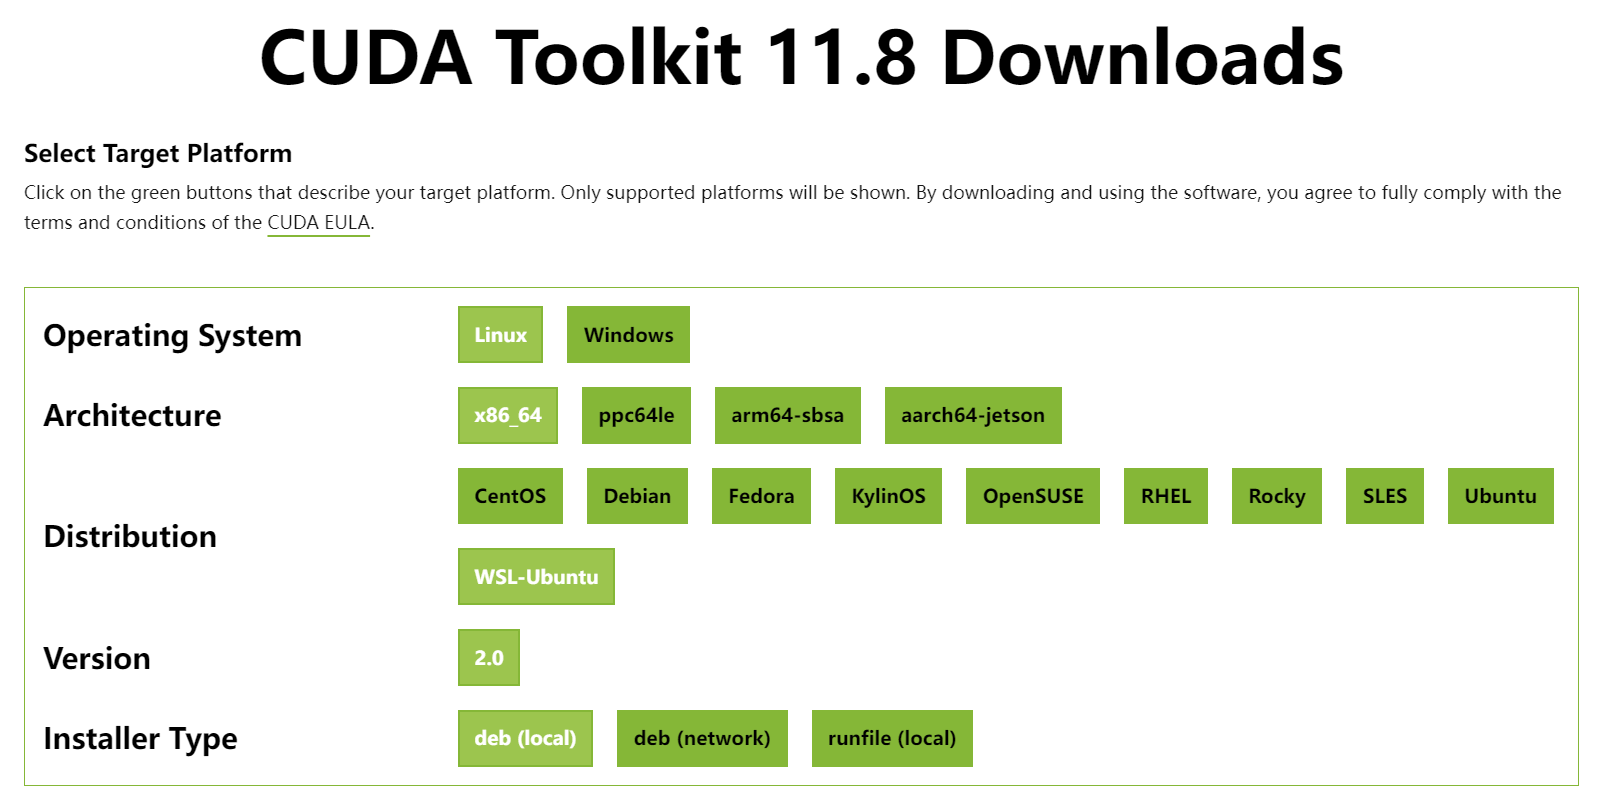 CUDA Toolkit 11.8 Downloads
Select Target Platform
Click on the green buttons that describe your target platform. Only supported platforms will be shown. By downloading and using the software, you agree to fully comply with the
terms and conditions of the CUDA EULA.
Operating System
Linux Windows
Architecture
x86_64 ppc64le arm64-sbsa aarch64-jetson
Distribution
CentOS Debian Fedora KylinOS OpenSUSE RHEL Rocky SLES Ubuntu
WSL-Ubuntu
Version
2.0
Installer Type
deb (local) deb (network) runfile (local)